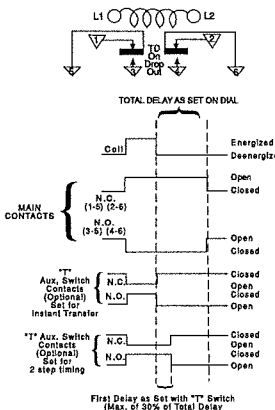 L1 L2
1 2
TD
On
Drop
Out
5 3 4 6
TOTAL DELAY AS SET ON DIAL
Coil
Energized
Deenergize
MAIN
CONTACTS
N.C.
(1-5) (2-6)
Open
Closed
N.O.
(3-5) (4-6)
Open
Closed
"T"
Aux. Switch
Contacts
(Optional)
Set for
Instant Transfer
N.C.
N.O.
Closed
Open
Closed
Open
"T" Aux. Switch
Contacts
(Optional)
Set for
2 step timing
N.C.
N.O.
Closed
Open
Closed
Open
First Delay as Set with "T" Switch
(Max. of 30% of Total Delay